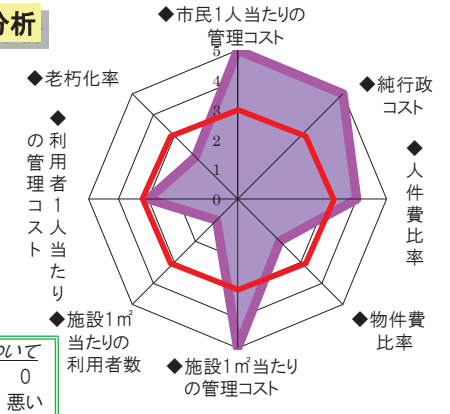 分析
◆市民1人当たりの
管理コスト
◆老朽化率
◆純行政
コスト
5
3
2
1
0
◆人件費比率
◆利用者1人当たり
の管理コスト
◆施設1㎡
当たりの
利用者数
◆施設1㎡当たり
の管理コスト
◆物件費
比率
ついて
0
悪い